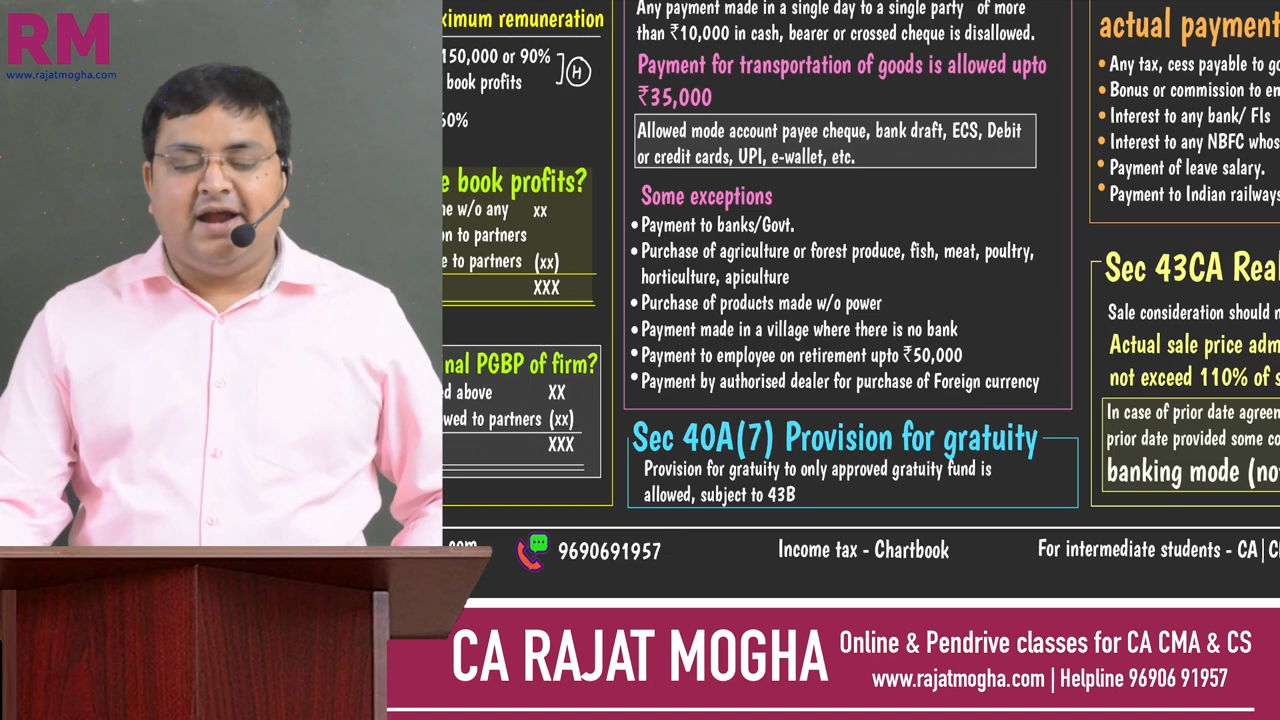 RM
www.rajatmogha.com
ximum remuneration
150,000 or 90%
book profits
H
60%
e book profits?
ne w/o any xx
on to partners
e to partners (xx)
XXX
nal PGBP of firm?
ed above XX
wed to partners (xx)
XXX
Any payment made in a single day to a single party of more
than ₹10,000 in cash, bearer or crossed cheque is disallowed.
Payment for transportation of goods is allowed upto
₹35,000
Allowed mode account payee cheque, bank draft, ECS, Debit
or credit cards, UPI, e-wallet, etc.
Some exceptions
• Payment to banks/Govt.
• Purchase of agriculture or forest produce, fish, meat, poultry,
horticulture, apiculture
• Purchase of products made w/o power
• Payment made in a village where there is no bank
• Payment to employee on retirement upto ₹50,000
• Payment by authorised dealer for purchase of Foreign currency
Sec 40A(7) Provision for gratuity
Provision for gratuity to only approved gratuity fund is
allowed, subject to 43B
actual payment
• Any tax, cess payable to go
• Bonus or commission to em
• Interest to any bank/ FIs
• Interest to any NBFC whos
• Payment of leave salary.
• Payment to Indian railways
Sec 43CA Real
Sale consideration should n
Actual sale price adm
not exceed 110% of s
In case of prior date agreem
prior date provided some co
banking mode (not
.com
9690691957
Income tax - Chartbook
For intermediate students - CA|C
CA RAJAT MOGHA
Online & Pendrive classes for CA CMA & CS
www.rajatmogha.com | Helpline 96906 91957